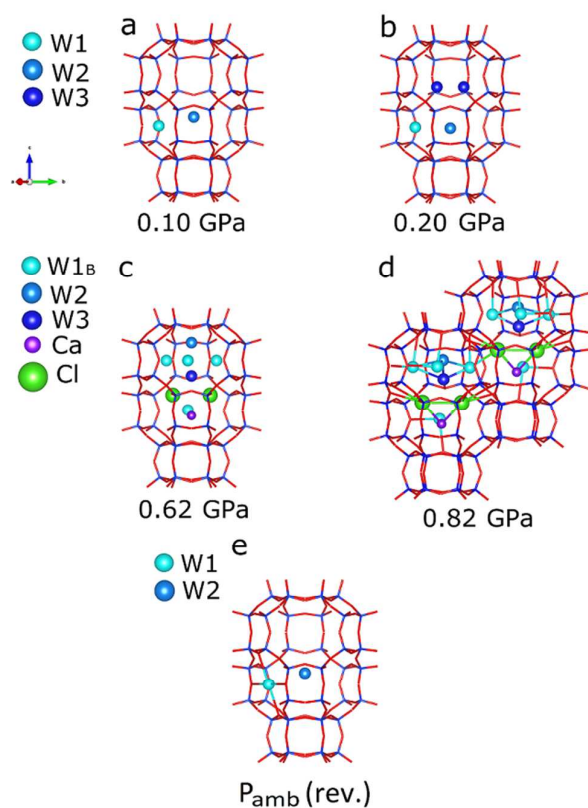 a
W1
W2
W3
0.10 GPa
b
0.20 GPa
c
W1B
W2
W3
Ca
Cl
0.62 GPa
d
0.82 GPa
e
W1
W2
Pamb (rev.)